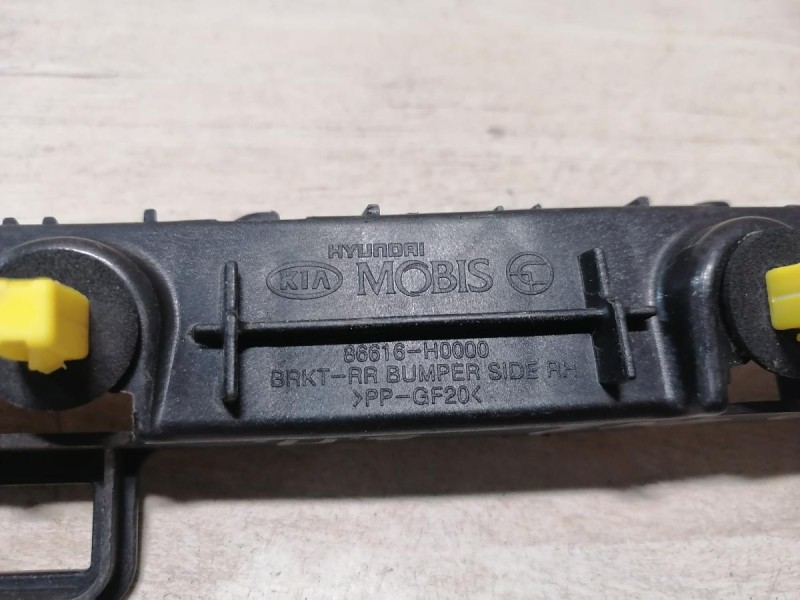 HYUNDAI
KIA MOBIS
86616-H0000
BRKT-RR BUMPER SIDE RH
>PP-GF20<